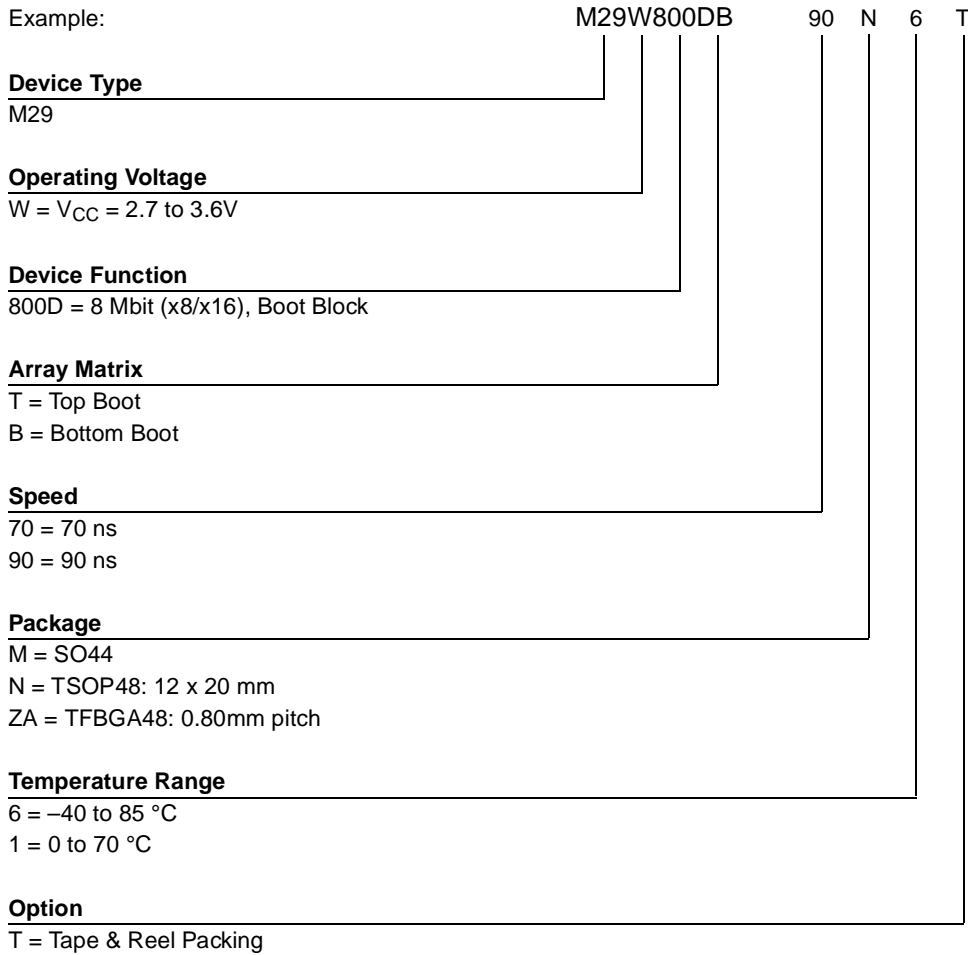 Example: M29W800DB 90 N 6 T
Device Type
M29
Operating Voltage
W = VCC = 2.7 to 3.6V
Device Function
800D = 8 Mbit (x8/x16), Boot Block
Array Matrix
T = Top Boot
B = Bottom Boot
Speed
70 = 70 ns
90 = 90 ns
Package
M = SO44
N = TSOP48: 12 x 20 mm
ZA = TFBGA48: 0.80mm pitch
Temperature Range
6 = –40 to 85 °C
1 = 0 to 70 °C
Option
T = Tape & Reel Packing